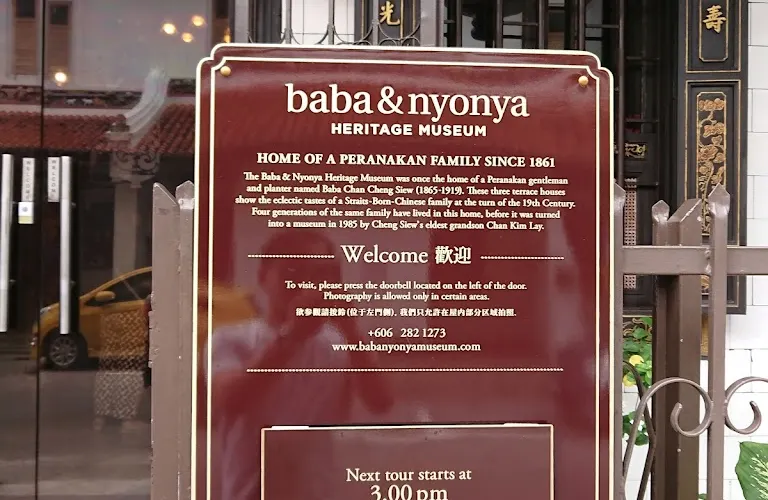 光
壽
WELCOME
WELCOME
baba & nyonya
HERITAGE MUSEUM
HOME OF A PERANAKAN FAMILY SINCE 1861
The Baba & Nyonya Heritage Museum was once the home of a Peranakan gentleman
and planter named Baba Chan Cheng Siew (1865-1919). These three terrace houses
show the eclectic tastes of a Straits-Born-Chinese family at the turn of the 19th Century.
Four generations of the same family have lived in this home, before it was turned
into a museum in 1985 by Cheng Siew's eldest grandson Chan Kim Lay.
Welcome 歡迎
To visit, please press the doorbell located on the left of the door.
Photography is allowed only in certain areas.
欲参觀請按鈴(位于左門側). 我們只允許在屋内部分区域拍照.
+606 282 1273
www.babanyonyamuseum.com
Next tour starts at
3.00 pm